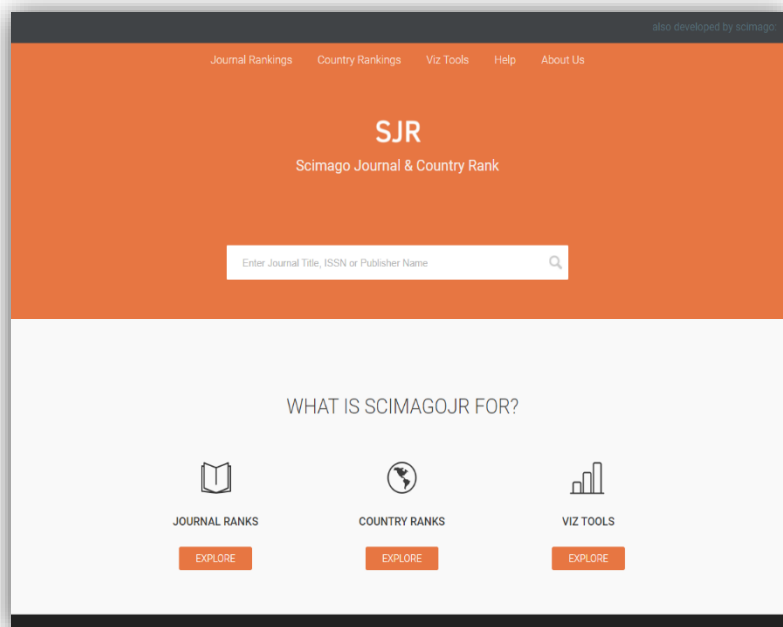 also developed by scimago:
Journal Rankings Country Rankings Viz Tools Help About Us
SJR
Scimago Journal & Country Rank
Enter Journal Title, ISSN or Publisher Name
WHAT IS SCIMAGOJR FOR?
JOURNAL RANKS COUNTRY RANKS VIZ TOOLS
EXPLORE EXPLORE EXPLORE